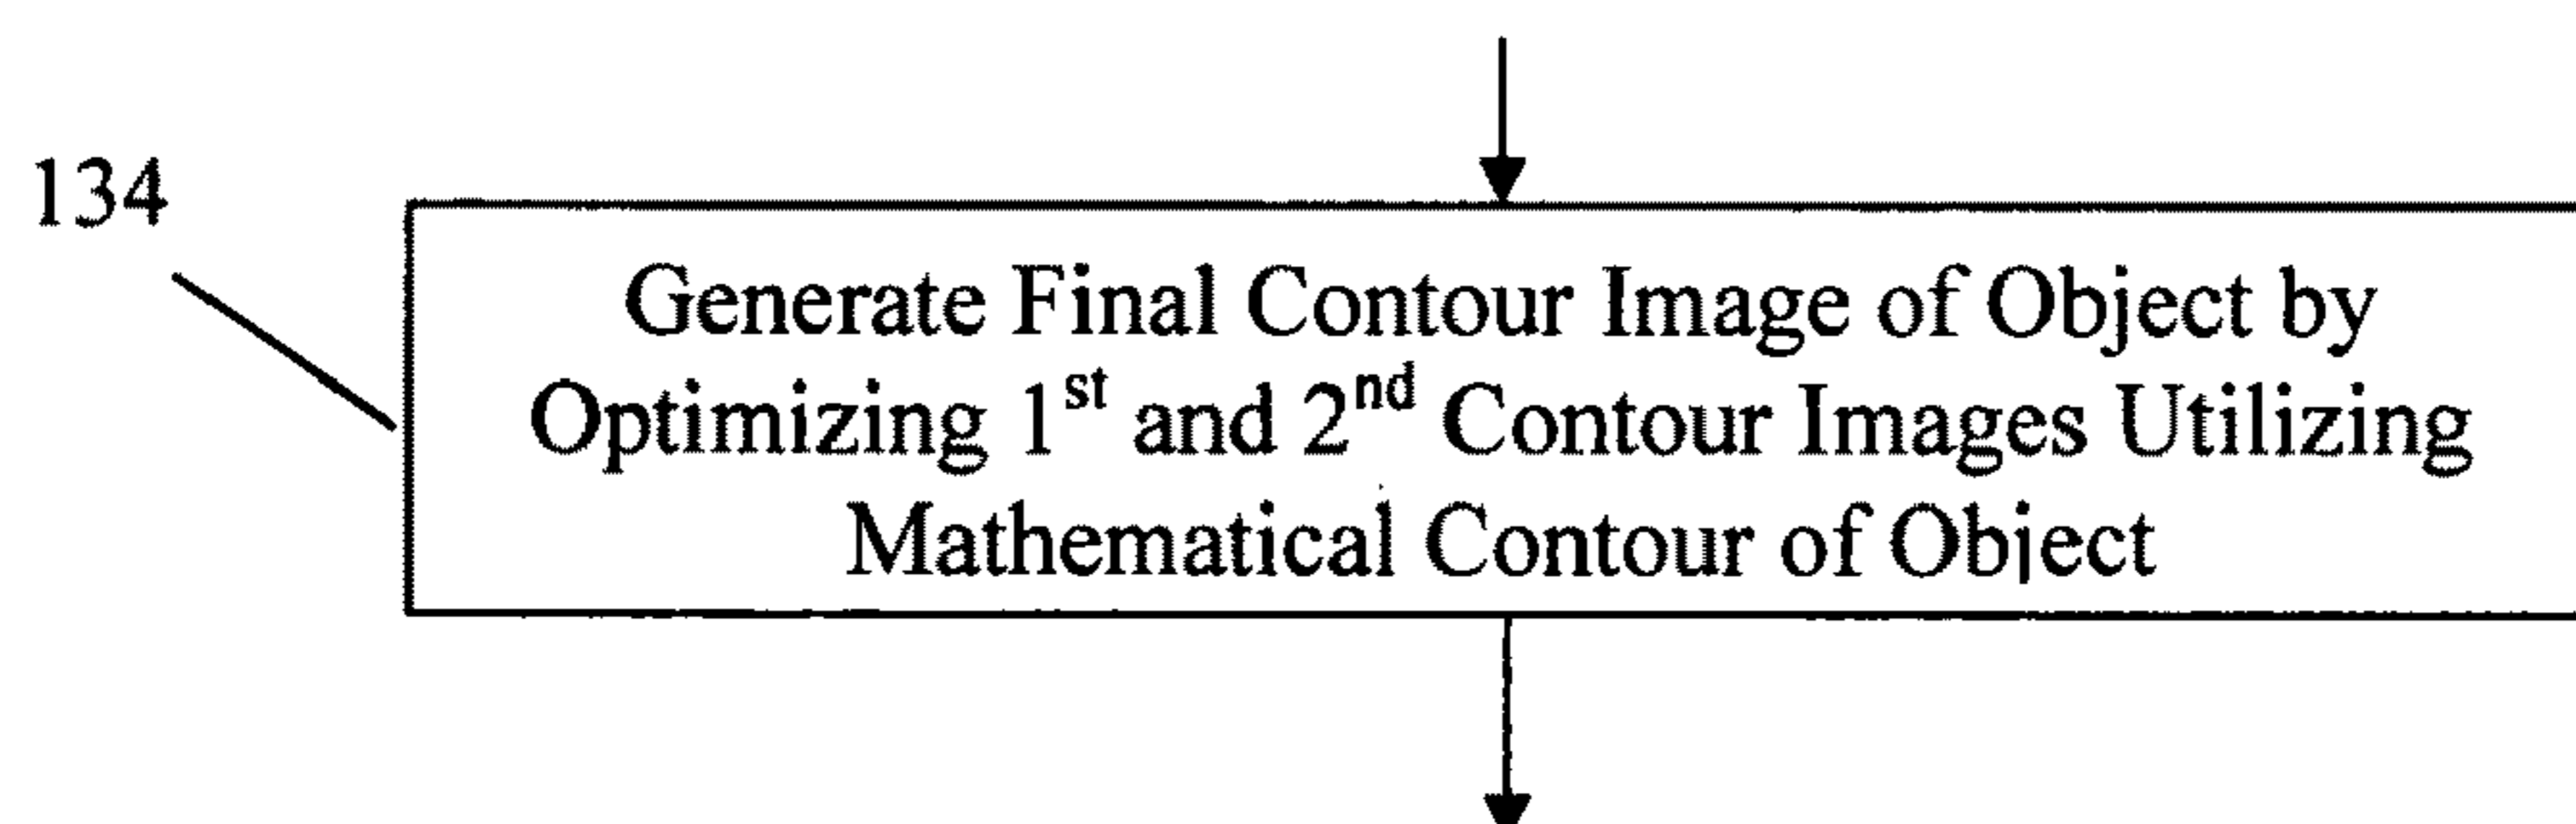 134
Generate Final Contour Image of Object by
Optimizing 1st and 2nd Contour Images Utilizing
Mathematical Contour of Object